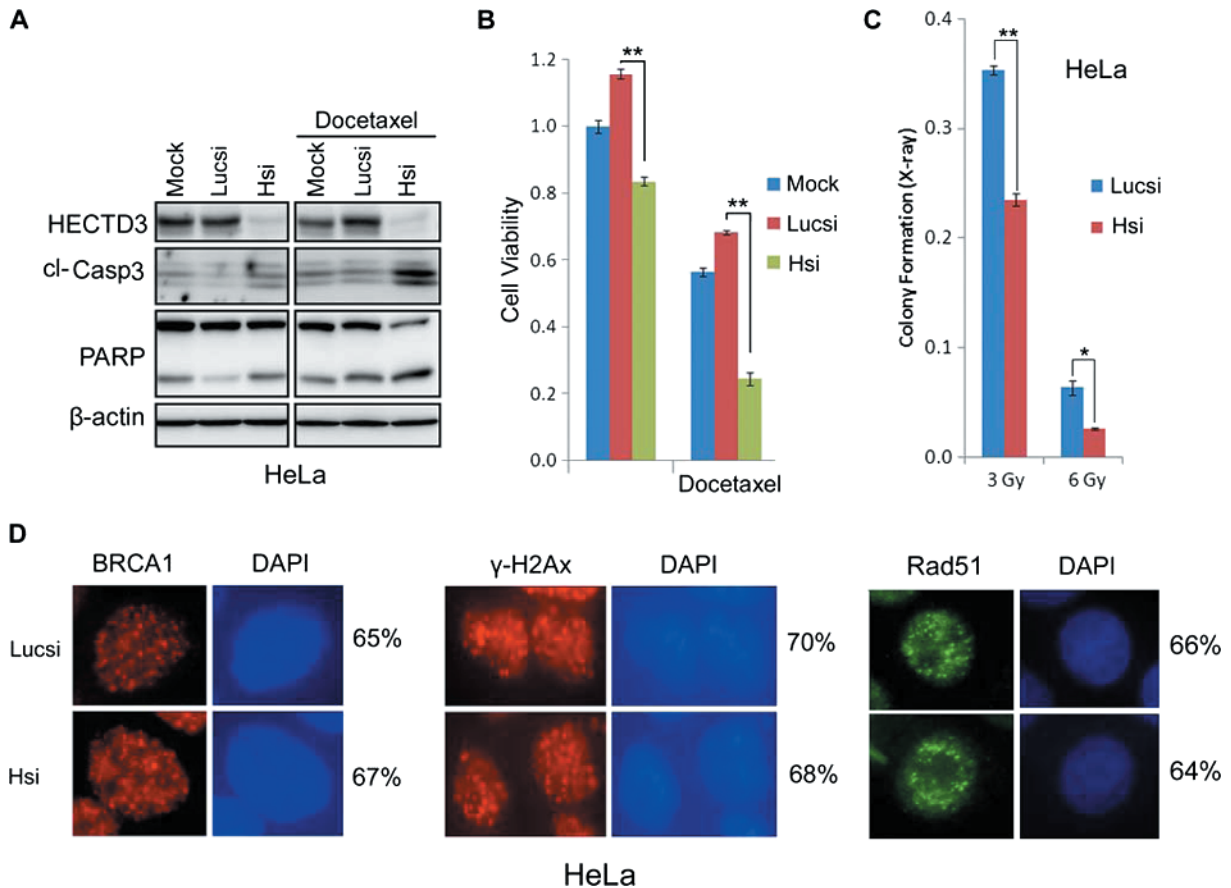 A
Docetaxel
Mock
Lucsi
Hsi
Mock
Lucsi
Hsi
HECTD3
cl-Casp3
PARP
β-actin
HeLa
B
Cell Viability
1.2
1.0
0.8
0.6
0.4
0.2
0.0
**
**
Mock
Lucsi
Hsi
Docetaxel
C
Colony Formation (X-ray)
0.4
0.3
0.2
0.1
0.0
**
*
HeLa
Lucsi
Hsi
3 Gy
6 Gy
D
BRCA1 DAPI
γ-H2Ax DAPI
Rad51 DAPI
Lucsi 65% 70% 66%
Hsi 67% 68% 64%
HeLa